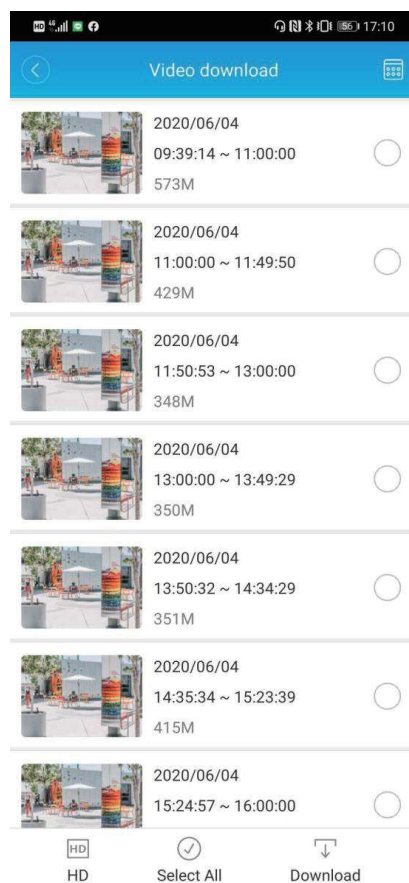 HD 4G 56 17:10
Video download
2020/06/04
09:39:14 ~ 11:00:00
573M
2020/06/04
11:00:00 ~ 11:49:50
429M
2020/06/04
11:50:53 ~ 13:00:00
348M
2020/06/04
13:00:00 ~ 13:49:29
350M
2020/06/04
13:50:32 ~ 14:34:29
351M
2020/06/04
14:35:34 ~ 15:23:39
415M
2020/06/04
15:24:57 ~ 16:00:00
HD
HD Select All Download